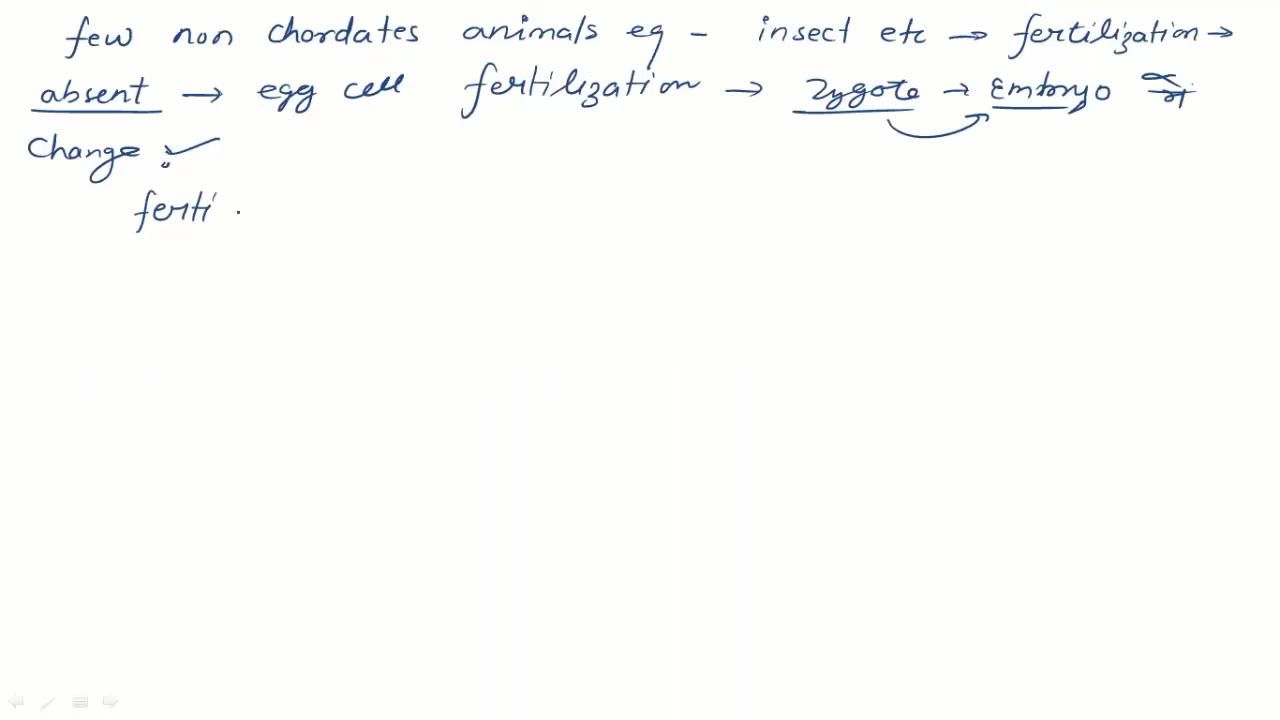 few non chordates animals eg - insect etc → fertilization →
absent → egg cell fertilization → zygote → Embryo में
change.
ferti